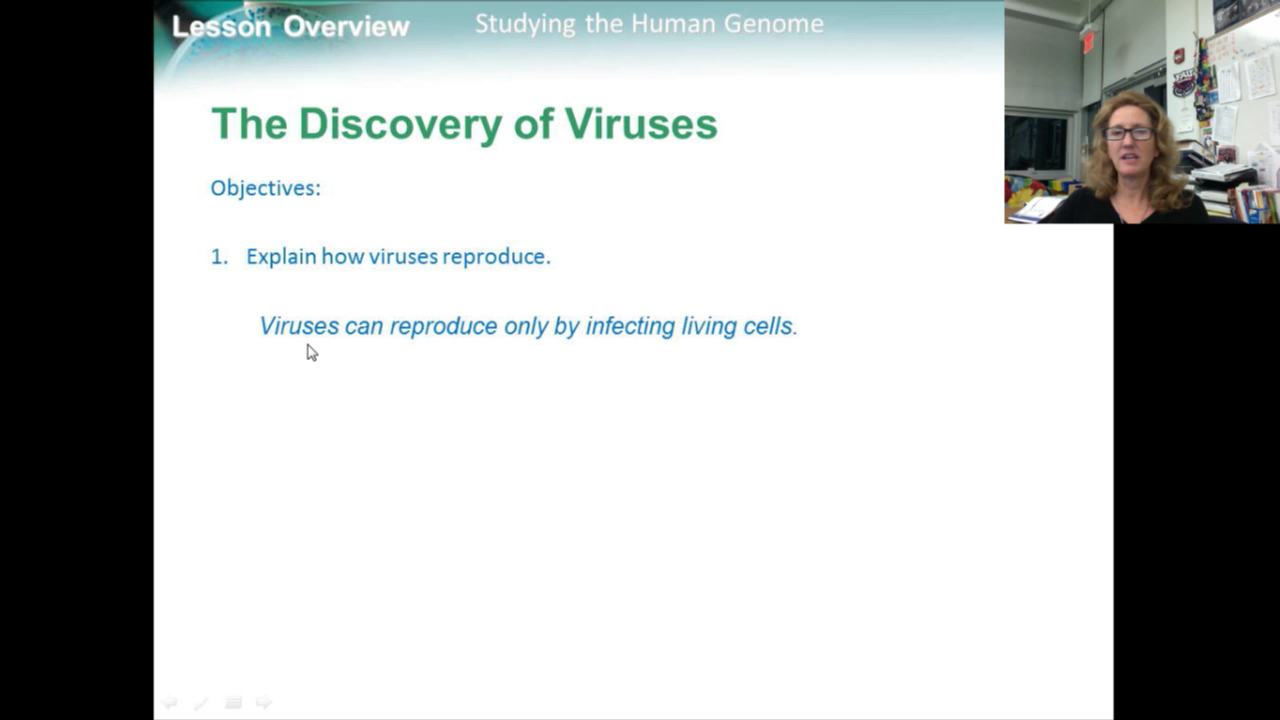 Lesson Overview
Studying the Human Genome
The Discovery of Viruses
Objectives:
1. Explain how viruses reproduce.
Viruses can reproduce only by infecting living cells.